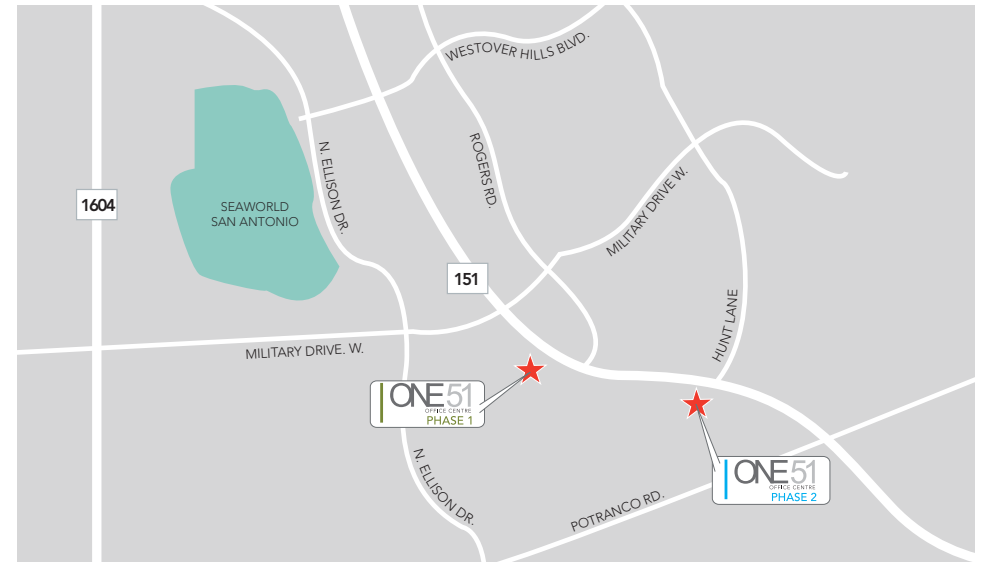 WESTOVER HILLS BLVD.
N. ELLISON DR.
ROGERS RD.
MILITARY DRIVE W.
1604
SEAWORLD
SAN ANTONIO
151
HUNT LANE
MILITARY DRIVE. W.
ONE51
OFFICE CENTRE
PHASE 1
N. ELLISON DR.
POTRANCO RD.
ONE51
OFFICE CENTRE
PHASE 2